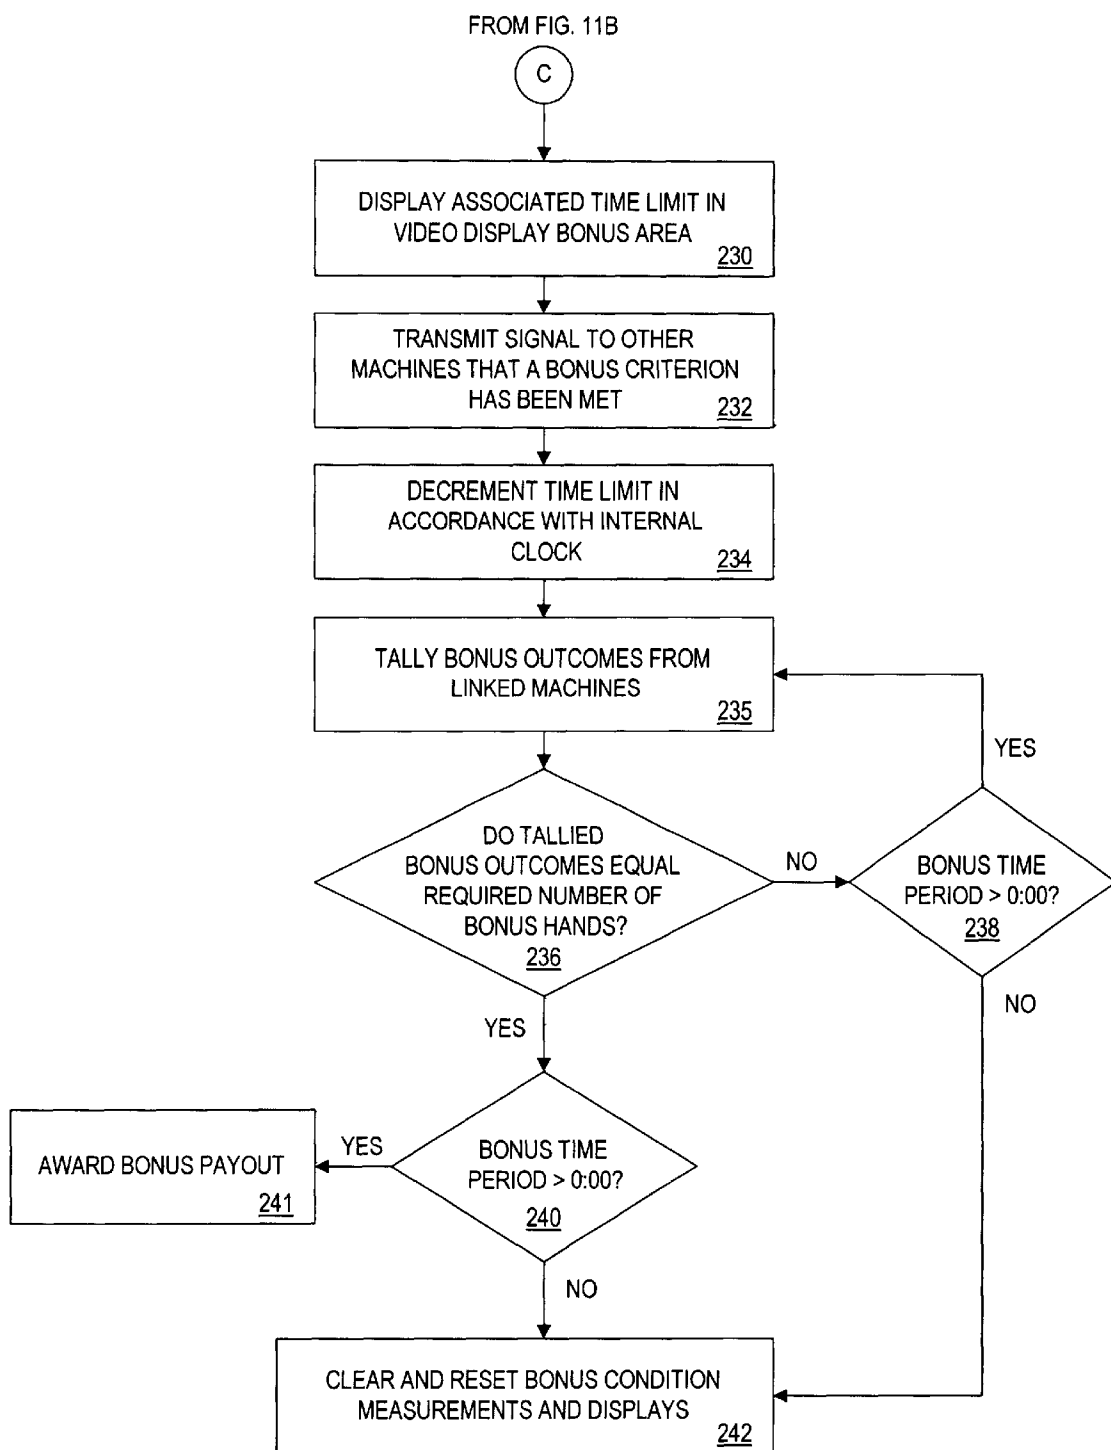 FROM FIG. 11B
C
DISPLAY ASSOCIATED TIME LIMIT IN
VIDEO DISPLAY BONUS AREA
230
TRANSMIT SIGNAL TO OTHER
MACHINES THAT A BONUS CRITERION
HAS BEEN MET
232
DECREMENT TIME LIMIT IN
ACCORDANCE WITH INTERNAL
CLOCK
234
TALLY BONUS OUTCOMES FROM
LINKED MACHINES
235
YES
DO TALLIED
BONUS OUTCOMES EQUAL
REQUIRED NUMBER OF
BONUS HANDS?
236
NO
BONUS TIME
PERIOD > 0:00?
238
NO
YES
BONUS TIME
PERIOD > 0:00?
240
YES
AWARD BONUS PAYOUT
241
NO
CLEAR AND RESET BONUS CONDITION
MEASUREMENTS AND DISPLAYS
242